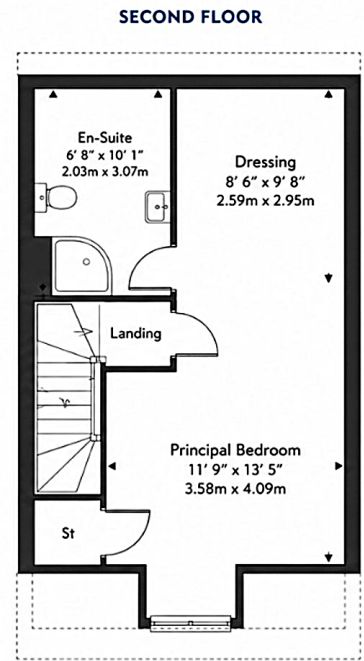 SECOND FLOOR
En-Suite
6' 8" x 10' 1"
2.03m x 3.07m
Dressing
8' 6" x 9' 8"
2.59m x 2.95m
Landing
Principal Bedroom
11' 9" x 13' 5"
3.58m x 4.09m
St